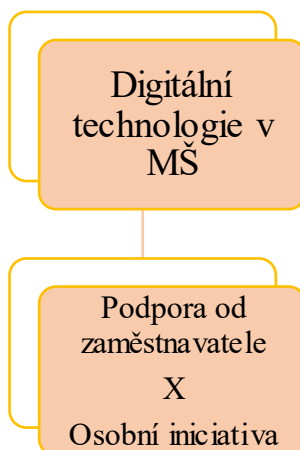 Digitální
technologie v
MŠ
Podpora od
zaměstnavatele
X
Osobní iniciativa